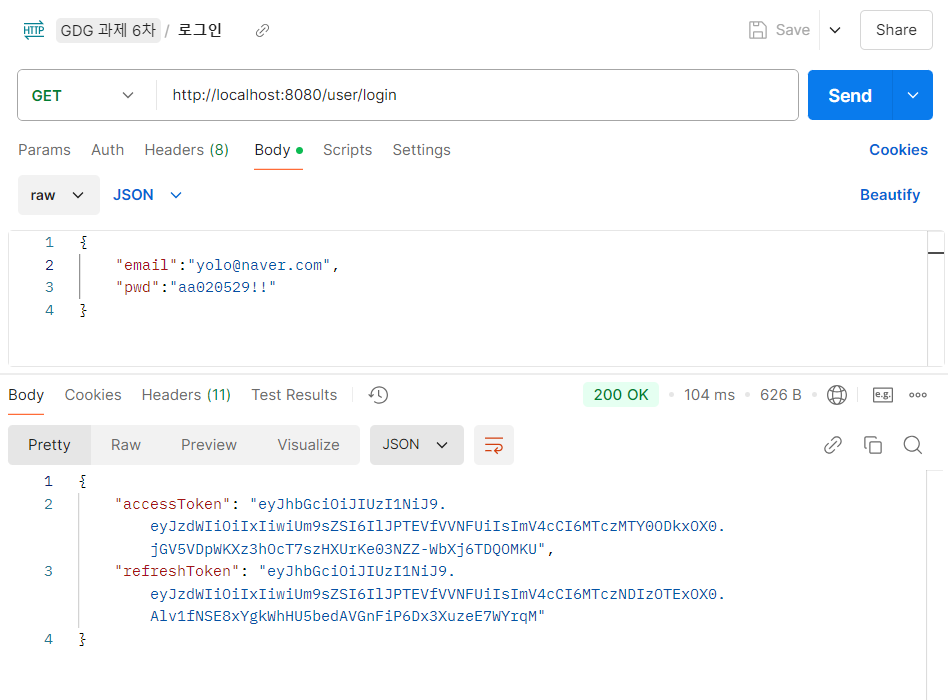 HTTP GDG 과제 6차 / 로그인 Save Share
GET http://localhost:8080/user/login Send
Params Auth Headers (8) Body Scripts Settings Cookies
raw JSON Beautify
1 {
2 "email":"yolo@naver.com",
3 "pwd":"aa020529!!"
4 }
Body Cookies Headers (11) Test Results 200 OK • 104 ms • 626 B • e.g.
Pretty Raw Preview Visualize JSON
1 {
2 "accessToken": "eyJhbGciOiJIUzI1NiJ9.
eyJzdWIiOiIxIiwiUm9sZSI6IlJPTEVfVVNFUiIsImV4cCI6MTczMTY0ODkxOX0.
jGV5VDpWKXz3hOcT7szHXUrKe03NZZ-WbXj6TDQOMKU",
3 "refreshToken": "eyJhbGciOiJIUzI1NiJ9.
eyJzdWIiOiIxIiwiUm9sZSI6IlJPTEVfVVNFUiIsImV4cCI6MTczNDIzOTExOX0.
Alv1fNSE8xYgkWhHU5bedAVGnFiP6Dx3XuzeE7WYrqM"
4 }